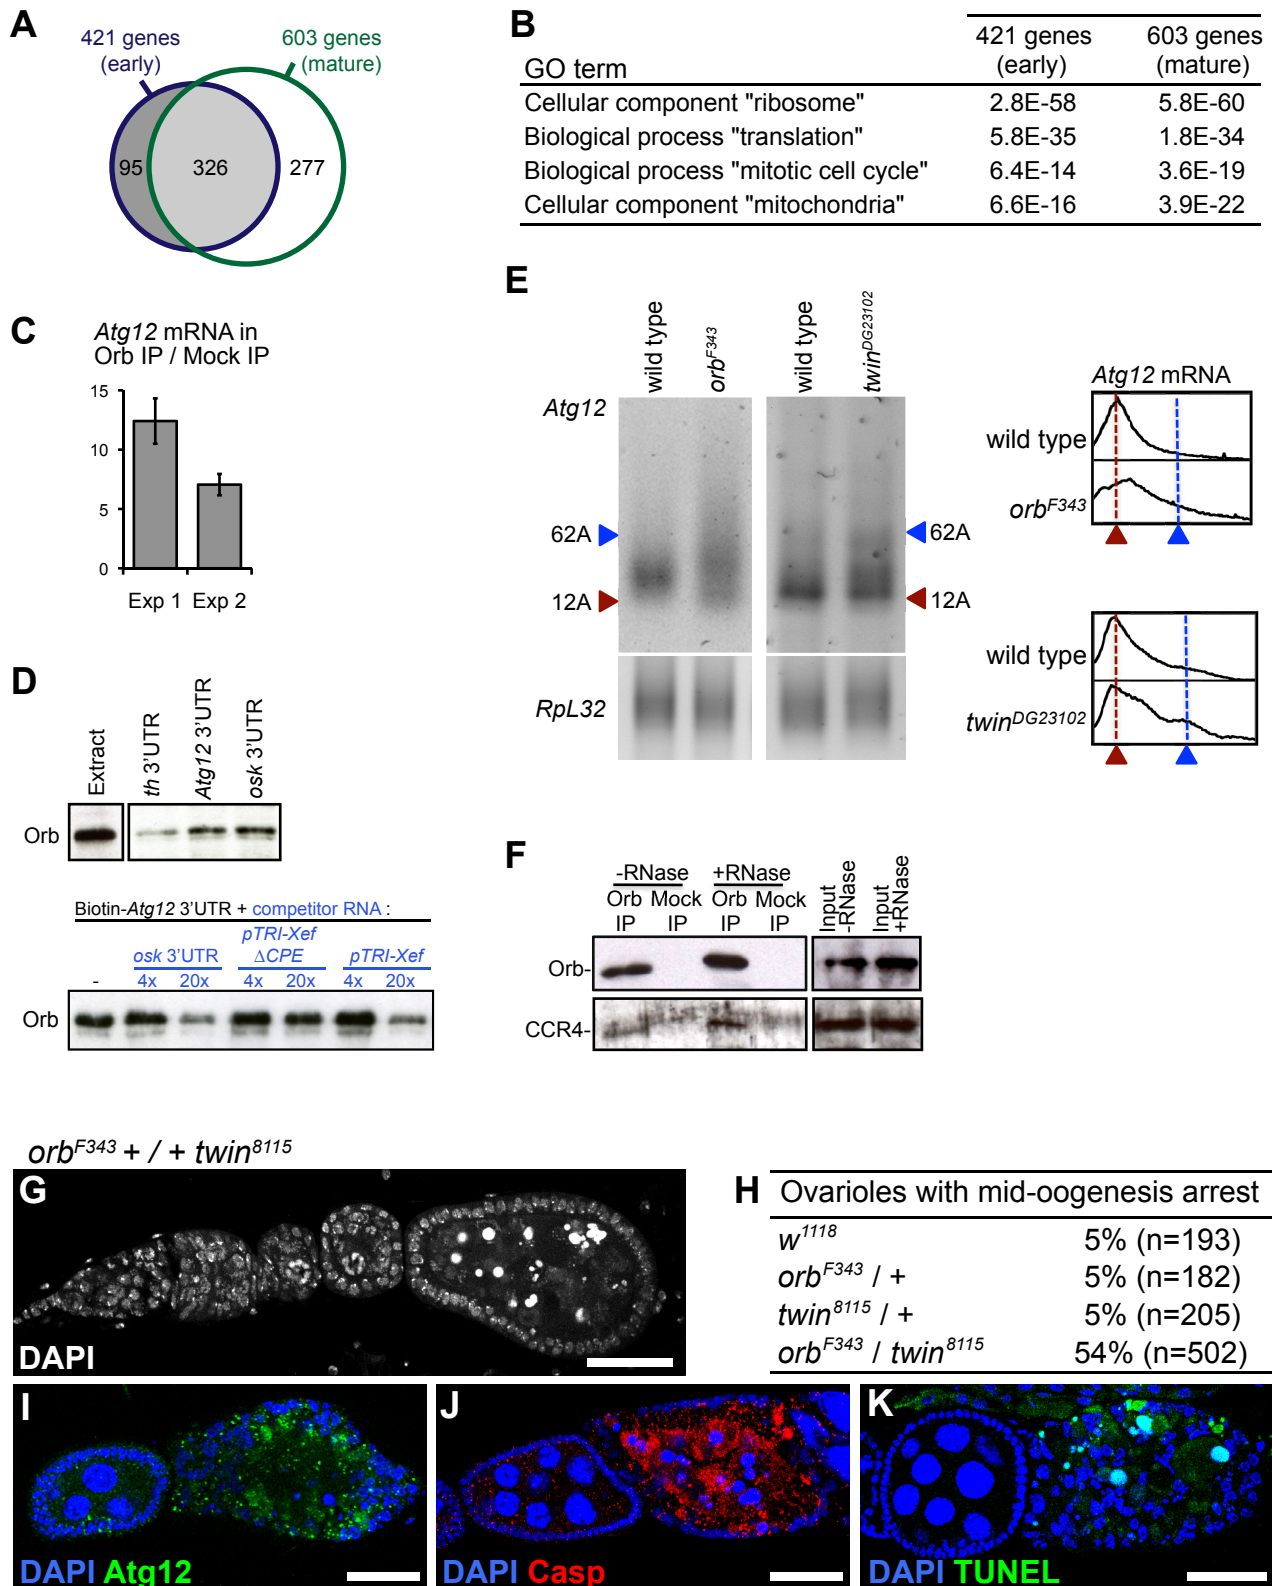 A
421 genes
(early)
603 genes
(mature)
95
326
277
B
GO term
421 genes
(early)
603 genes
(mature)
Cellular component "ribosome" 2.8E-58 5.8E-60
Biological process "translation" 5.8E-35 1.8E-34
Biological process "mitotic cell cycle" 6.4E-14 3.6E-19
Cellular component "mitochondria" 6.6E-16 3.9E-22
C
Atg12 mRNA in
Orb IP / Mock IP
15
10
5
0
Exp 1 Exp 2
D
Extract
th 3'UTR
Atg12 3'UTR
osk 3'UTR
Orb
Biotin-Atg12 3'UTR + competitor RNA :
osk 3'UTR
pTRI-Xef
ΔCPE
pTRI-Xef
- 4x 20x 4x 20x 4x 20x
Orb
E
wild type
orbF343
wild type
twinDG23102
Atg12
62A
12A
62A
12A
RpL32
Atg12 mRNA
wild type
orbF343
wild type
twinDG23102
F
-RNase +RNase
Orb IP
Mock IP
Orb IP
Mock IP
Input -RNase
Input +RNase
Orb-
CCR4-
orbF343 + / + twin8115
G
DAPI
H
Ovarioles with mid-oogenesis arrest
w1118 5% (n=193)
orbF343 / + 5% (n=182)
twin8115 / + 5% (n=205)
orbF343 / twin8115 54% (n=502)
I
DAPI Atg12
J
DAPI Casp
K
DAPI TUNEL